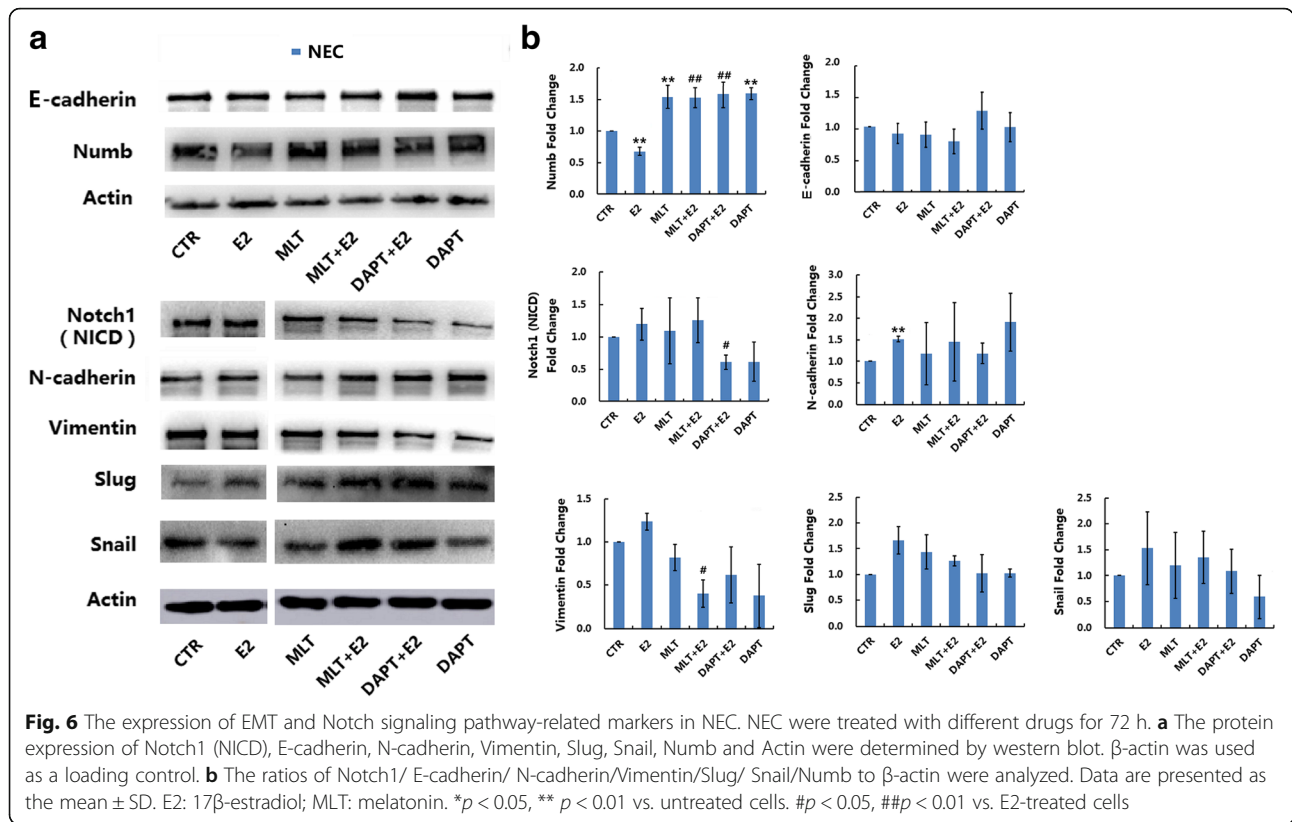 a
NEC
E-cadherin
Numb
Actin
CTR
E2
MLT
MLT+E2
DAPT+E2
DAPT
Notch1
( NICD )
N-cadherin
Vimentin
Slug
Snail
Actin
CTR
E2
MLT
MLT+E2
DAPT+E2
DAPT
b
Numb Fold Change
2.0
1.5
1.0
0.5
0.0
**
**
##
##
**
CTR
E2
MLT
MLT+E2
DAPT+E2
DAPT
E-cadherin Fold Change
2.0
1.5
1.0
0.5
0.0
CTR
E2
MLT
MLT+E2
DAPT+E2
DAPT
Notch1 (NICD)
Fold Change
2.0
1.5
1.0
0.5
0.0
#
CTR
E2
MLT
MLT+E2
DAPT+E2
DAPT
N-cadherin Fold Change
3.0
2.5
2.0
1.5
1.0
0.5
0.0
**
CTR
E2
MLT
MLT+E2
DAPT+E2
DAPT
Vimentin Fold Change
1.5
1.0
0.5
0.0
#
CTR
E2
MLT
MLT+E2
DAPT+E2
DAPT
Slug Fold Change
2.5
2.0
1.5
1.0
0.5
0.0
CTR
E2
MLT
MLT+E2
DAPT+E2
DAPT
Snail Fold Change
2.5
2.0
1.5
1.0
0.5
0.0
CTR
E2
MLT
MLT+E2
DAPT+E2
DAPT
Fig. 6 The expression of EMT and Notch signaling pathway-related markers in NEC. NEC were treated with different drugs for 72 h. a The protein
expression of Notch1 (NICD), E-cadherin, N-cadherin, Vimentin, Slug, Snail, Numb and Actin were determined by western blot. β-actin was used
as a loading control. b The ratios of Notch1/ E-cadherin/ N-cadherin/Vimentin/Slug/ Snail/Numb to β-actin were analyzed. Data are presented as
the mean ± SD. E2: 17β-estradiol; MLT: melatonin. *p < 0.05, ** p < 0.01 vs. untreated cells. #p < 0.05, ##p < 0.01 vs. E2-treated cells